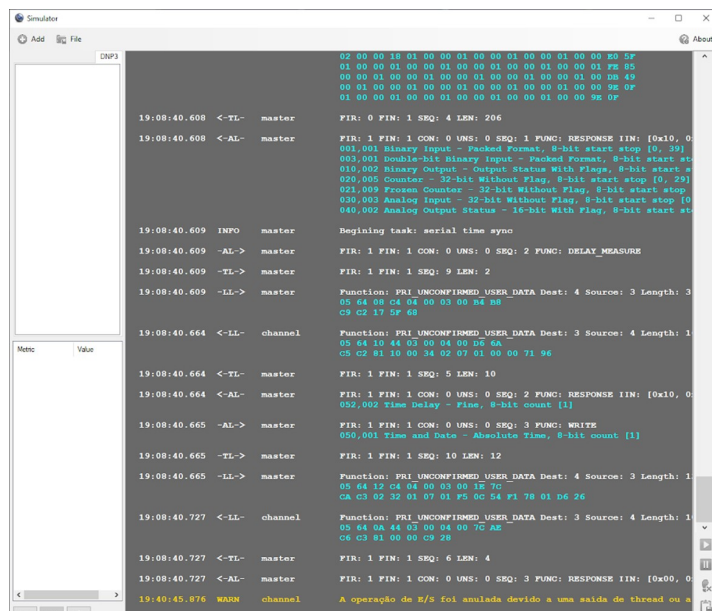 Simulator
Add File About
DNP3
02 00 00 18 01 00 00 01 00 00 01 00 00 01 00 00 E0 5F
01 00 00 01 00 00 01 00 00 01 00 00 01 00 00 01 FE 85
00 00 01 00 00 01 00 00 01 00 00 01 00 00 01 00 DB 49
00 01 00 00 01 00 00 01 00 00 01 00 00 01 00 00 9E 0F
01 00 00 01 00 00 01 00 00 01 00 00 01 00 00 9E 0F
19:08:40.608 <-TL- master FIR: 0 FIN: 1 SEQ: 4 LEN: 206
19:08:40.608 <-AL- master FIR: 1 FIN: 1 CON: 0 UNS: 0 SEQ: 1 FUNC: RESPONSE IIN: [0x10, 0
001,001 Binary Input - Packed Format, 8-bit start stop [0, 39]
003,001 Double-bit Binary Input - Packed Format, 8-bit start st
010,002 Binary Output - Output Status With Flags, 8-bit start s
020,005 Counter - 32-bit Without Flag, 8-bit start stop [0, 29]
021,009 Frozen Counter - 32-bit Without Flag, 8-bit start stop
030,003 Analog Input - 32-bit Without Flag, 8-bit start stop [0
040,002 Analog Output Status - 16-bit With Flag, 8-bit start st
19:08:40.609 INFO master Begining task: serial time sync
19:08:40.609 -AL-> master FIR: 1 FIN: 1 CON: 0 UNS: 0 SEQ: 2 FUNC: DELAY_MEASURE
19:08:40.609 -TL-> master FIR: 1 FIN: 1 SEQ: 9 LEN: 2
19:08:40.609 -LL-> master Function: PRI_UNCONFIRMED_USER_DATA Dest: 4 Source: 3 Length: 3
05 64 08 C4 04 00 03 00 B4 B8
C9 C2 17 5F 68
19:08:40.664 <-LL- channel Function: PRI_UNCONFIRMED_USER_DATA Dest: 3 Source: 4 Length: 1
05 64 10 44 03 00 04 00 D6 6A
C5 C2 81 10 00 34 02 07 01 00 00 71 96
Metric Value
19:08:40.664 <-TL- master FIR: 1 FIN: 1 SEQ: 5 LEN: 10
19:08:40.664 <-AL- master FIR: 1 FIN: 1 CON: 0 UNS: 0 SEQ: 2 FUNC: RESPONSE IIN: [0x10, 0
052,002 Time Delay - Fine, 8-bit count [1]
19:08:40.665 -AL-> master FIR: 1 FIN: 1 CON: 0 UNS: 0 SEQ: 3 FUNC: WRITE
050,001 Time and Date - Absolute Time, 8-bit count [1]
19:08:40.665 -TL-> master FIR: 1 FIN: 1 SEQ: 10 LEN: 12
19:08:40.665 -LL-> master Function: PRI_UNCONFIRMED_USER_DATA Dest: 4 Source: 3 Length: 1
05 64 12 C4 04 00 03 00 1E 7C
CA C3 02 32 01 07 01 F5 0C 54 F1 78 01 D6 26
19:08:40.727 <-LL- channel Function: PRI_UNCONFIRMED_USER_DATA Dest: 3 Source: 4 Length: 1
05 64 0A 44 03 00 04 00 7C AE
C6 C3 81 00 00 C9 28
19:08:40.727 <-TL- master FIR: 1 FIN: 1 SEQ: 6 LEN: 4
19:08:40.727 <-AL- master FIR: 1 FIN: 1 CON: 0 UNS: 0 SEQ: 3 FUNC: RESPONSE IIN: [0x00, 0
19:40:45.876 WARN channel A operação de E/S foi anulada devido a uma saida de thread ou a